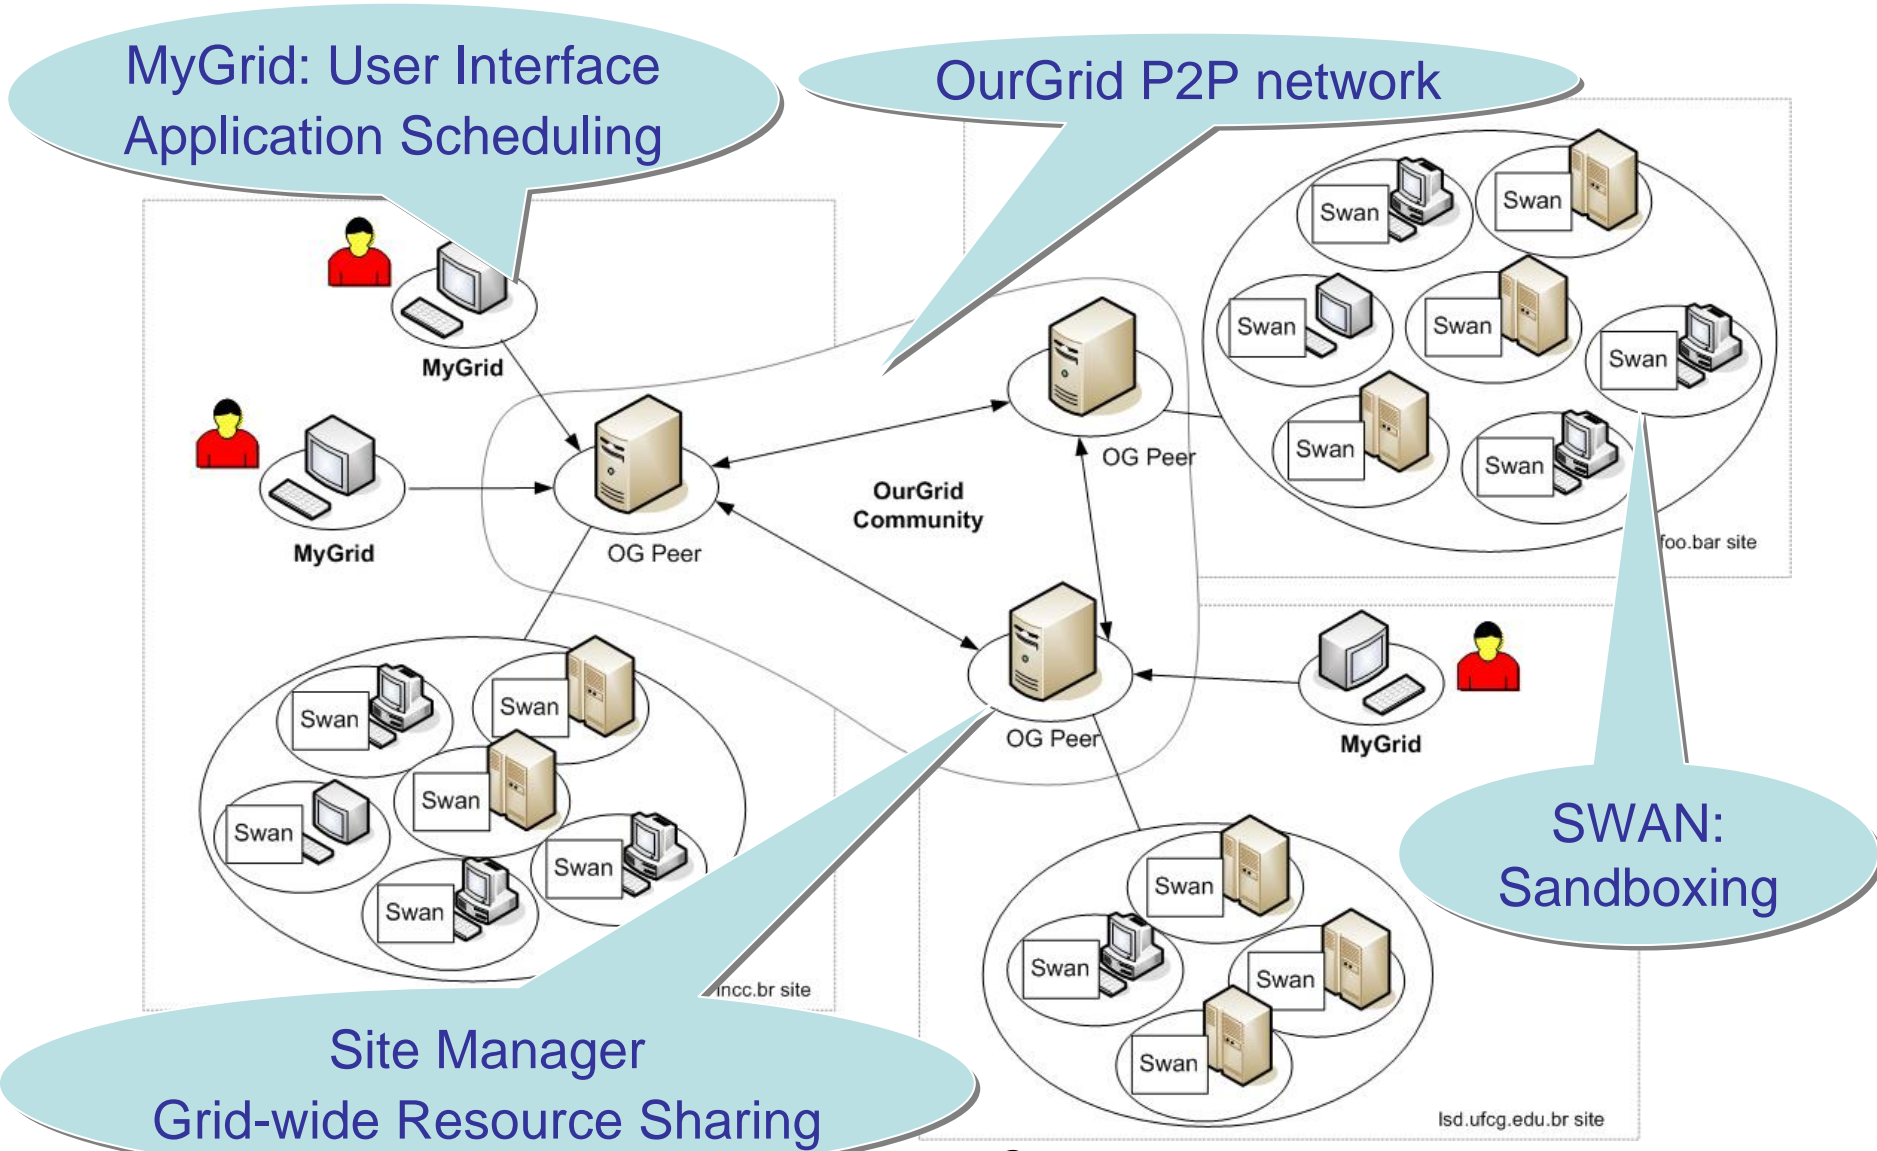 MyGrid: User Interface
Application Scheduling
OurGrid P2P network
Swan
Swan
Swan
Swan
Swan
Swan
Swan
foo.bar site
MyGrid
MyGrid
OG Peer
OG Peer
OurGrid
Community
OG Peer
MyGrid
Swan
Swan
Swan
Swan
Swan
Swan
lncc.br site
Swan
Swan
Swan
Swan
lsd.ufcg.edu.br site
SWAN:
Sandboxing
Site Manager
Grid-wide Resource Sharing